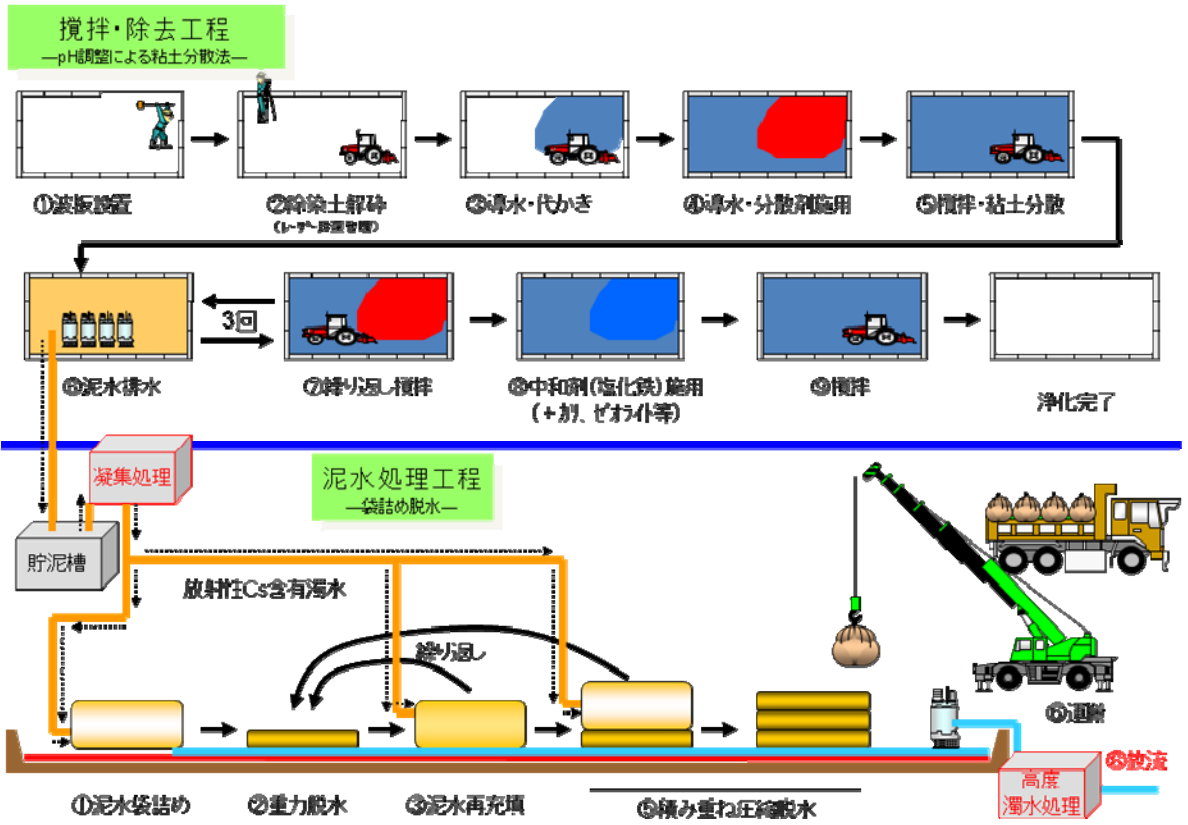 攪拌・除去工程
―pH調整による粘土分散法―
①波板設置
②除染土解砕
③導水・代かき
④導水・分散剤施用
⑤攪拌・粘土分散
⑥泥水排水
3回
⑦繰り返し攪拌
⑧中和剤(塩化鉄)施用
(+カリ、ゼオライト等)
⑨攪拌
浄化完了
凝集処理
泥水処理工程
―袋詰め脱水―
貯泥槽
放射性Cs含有濁水
繰り返し
⑥運搬
⑥放流
高度
濁水処理
①泥水袋詰め
②重力脱水
③泥水再充填
⑤積み重ね圧縮脱水